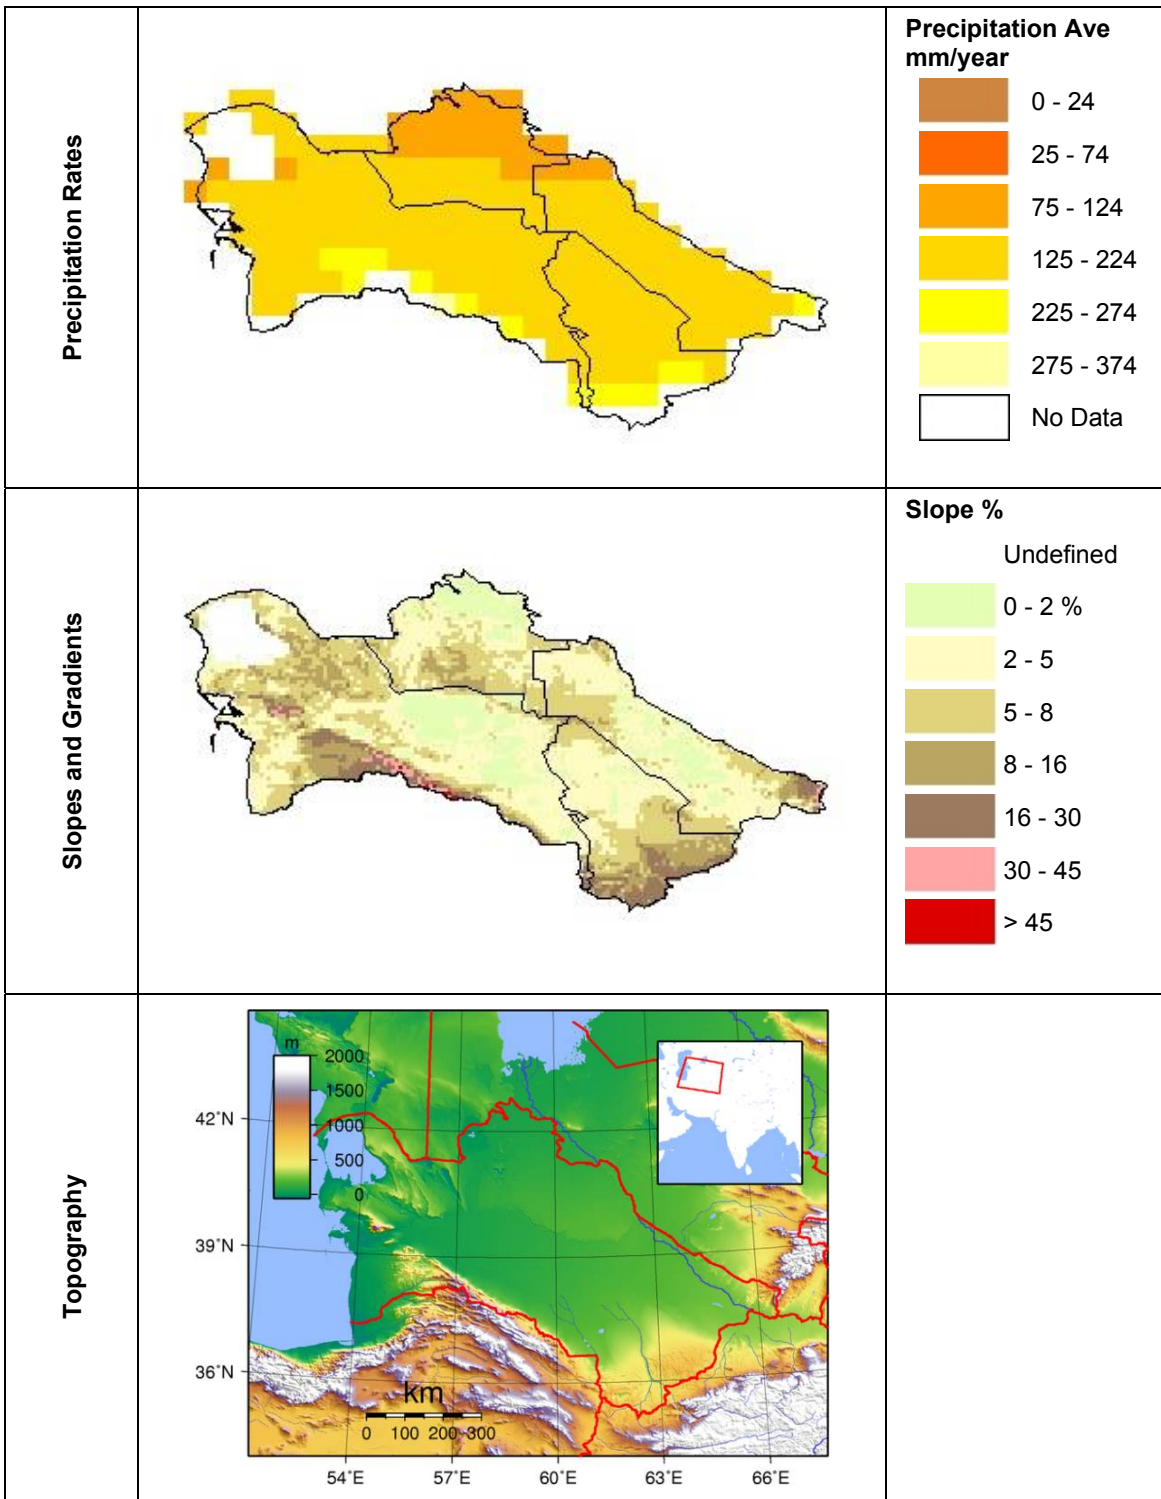 Precipitation Rates
Precipitation Ave
mm/year
0 - 24
25 - 74
75 - 124
125 - 224
225 - 274
275 - 374
No Data
Slopes and Gradients
Slope %
Undefined
0 - 2 %
2 - 5
5 - 8
8 - 16
16 - 30
30 - 45
> 45
Topography
m
2000
1500
1000
500
0
42°N
39°N
36°N
km
0 100 200 300
54°E 57°E 60°E 63°E 66°E